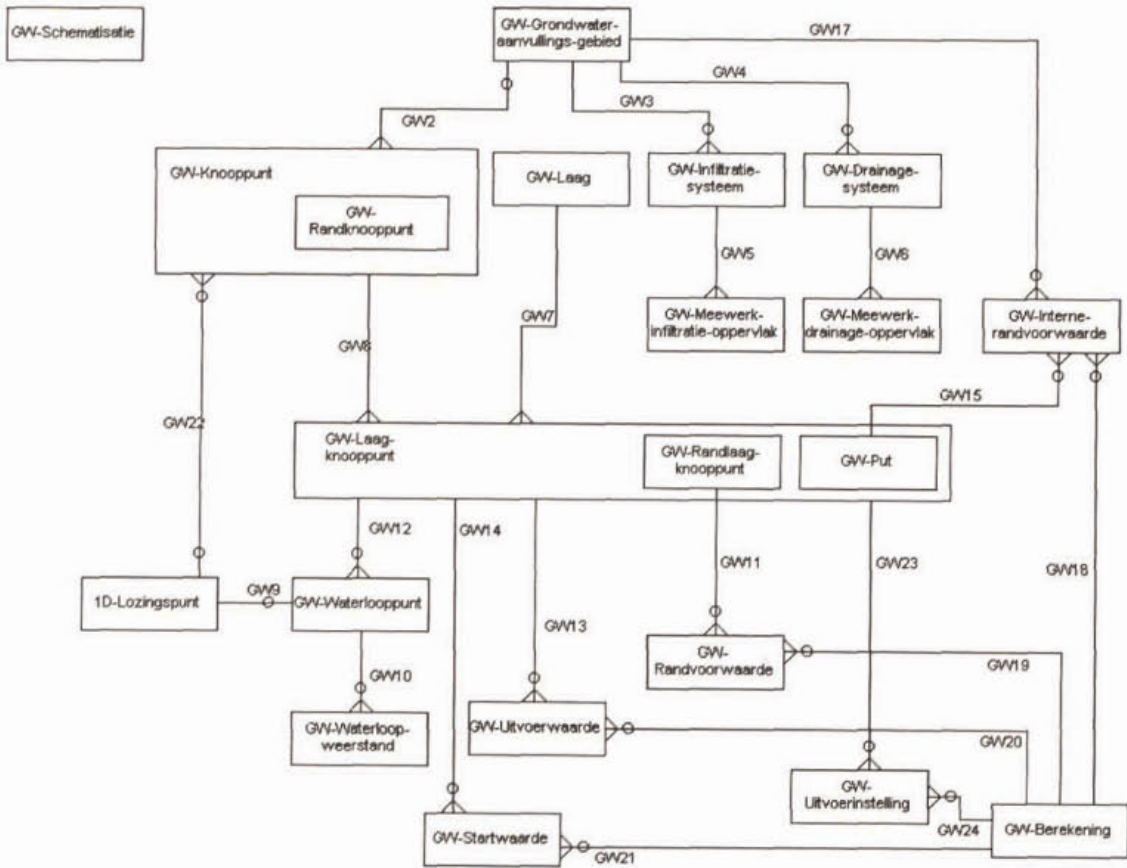 GW-Schematisatie
GW-Grondwater-
aanvullings-gebied
GW17
GW4
GW3
GW2
GW-Knooppunt
GW-
Randknooppunt
GW-Laag
GW-Infiltratie-
systeem
GW-Drainage-
systeem
GW5
GW6
GW-Meewerk-
infiltratie-oppervlak
GW-Meewerk-
drainage-oppervlak
GW-Interne-
randvoorwaarde
GW7
GW8
GW15
GW22
GW-Laag-
knooppunt
GW-Randlaag-
knooppunt
GW-Put
GW12
GW14
GW11
GW23
GW18
GW9
1D-Lozingspunt
GW-Waterlooppunt
GW13
GW-
Randvoorwaarde
GW19
GW10
GW-Waterloop-
weerstand
GW-Uitvoerwaarde
GW20
GW-
Uitvoerinstelling
GW24
GW-Startwaarde
GW21
GW-Berekening